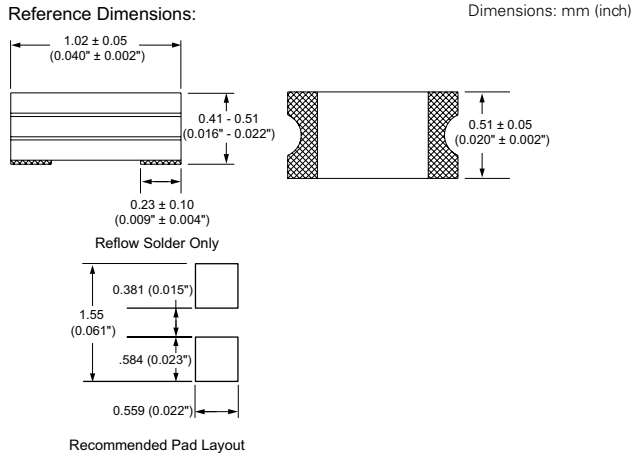 Reference Dimensions:
Dimensions: mm (inch)
1.02 ± 0.05
(0.040" ± 0.002")
0.41 - 0.51
(0.016" - 0.022")
0.51 ± 0.05
(0.020" ± 0.002")
0.23 ± 0.10
(0.009" ± 0.004")
Reflow Solder Only
0.381 (0.015")
1.55
(0.061")
.584 (0.023")
0.559 (0.022")
Recommended Pad Layout